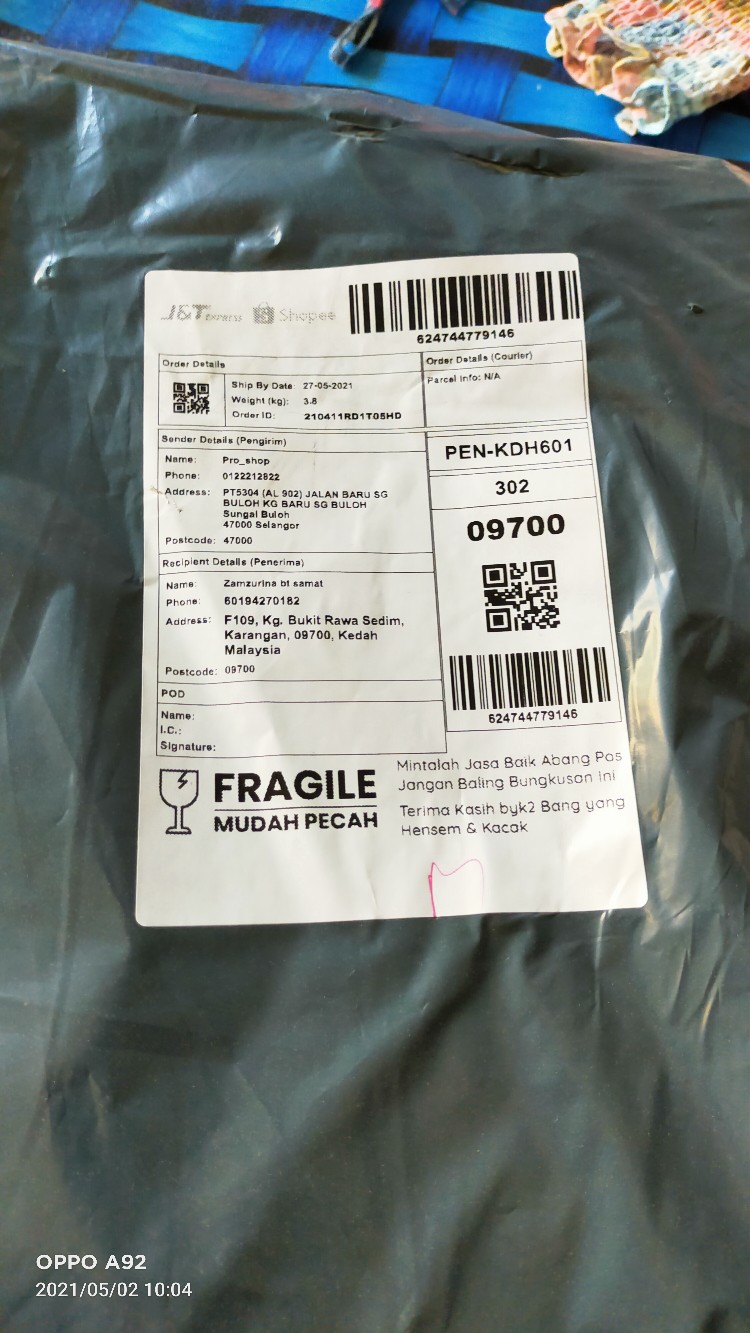 J&T EXPRESS Shopee
624744779146
Order Details
Ship By Date: 27-05-2021
Weight (kg): 3.8
Order ID: 210411RD1T05HD
Order Details (Courier)
Parcel Info: N/A
Sender Details (Pengirim)
Name: Pro_shop
Phone: 0122212822
Address: PT5304 (AL 902) JALAN BARU SG
BULOH KG BARU SG BULOH
Sungai Buloh
47000 Selangor
Postcode: 47000
PEN-KDH601
302
09700
Recipient Details (Penerima)
Name: Zamzurina bt samat
Phone: 60194270182
Address: F109, Kg. Bukit Rawa Sedim,
Karangan, 09700, Kedah
Malaysia
Postcode: 09700
624744779146
POD
Name:
I.C.:
Signature:
FRAGILE
MUDAH PECAH
Mintalah Jasa Baik Abang Pos
Jangan Baling Bungkusan Ini
Terima Kasih byk2 Bang yang
Hensem & Kacak
OPPO A92
2021/05/02 10:04